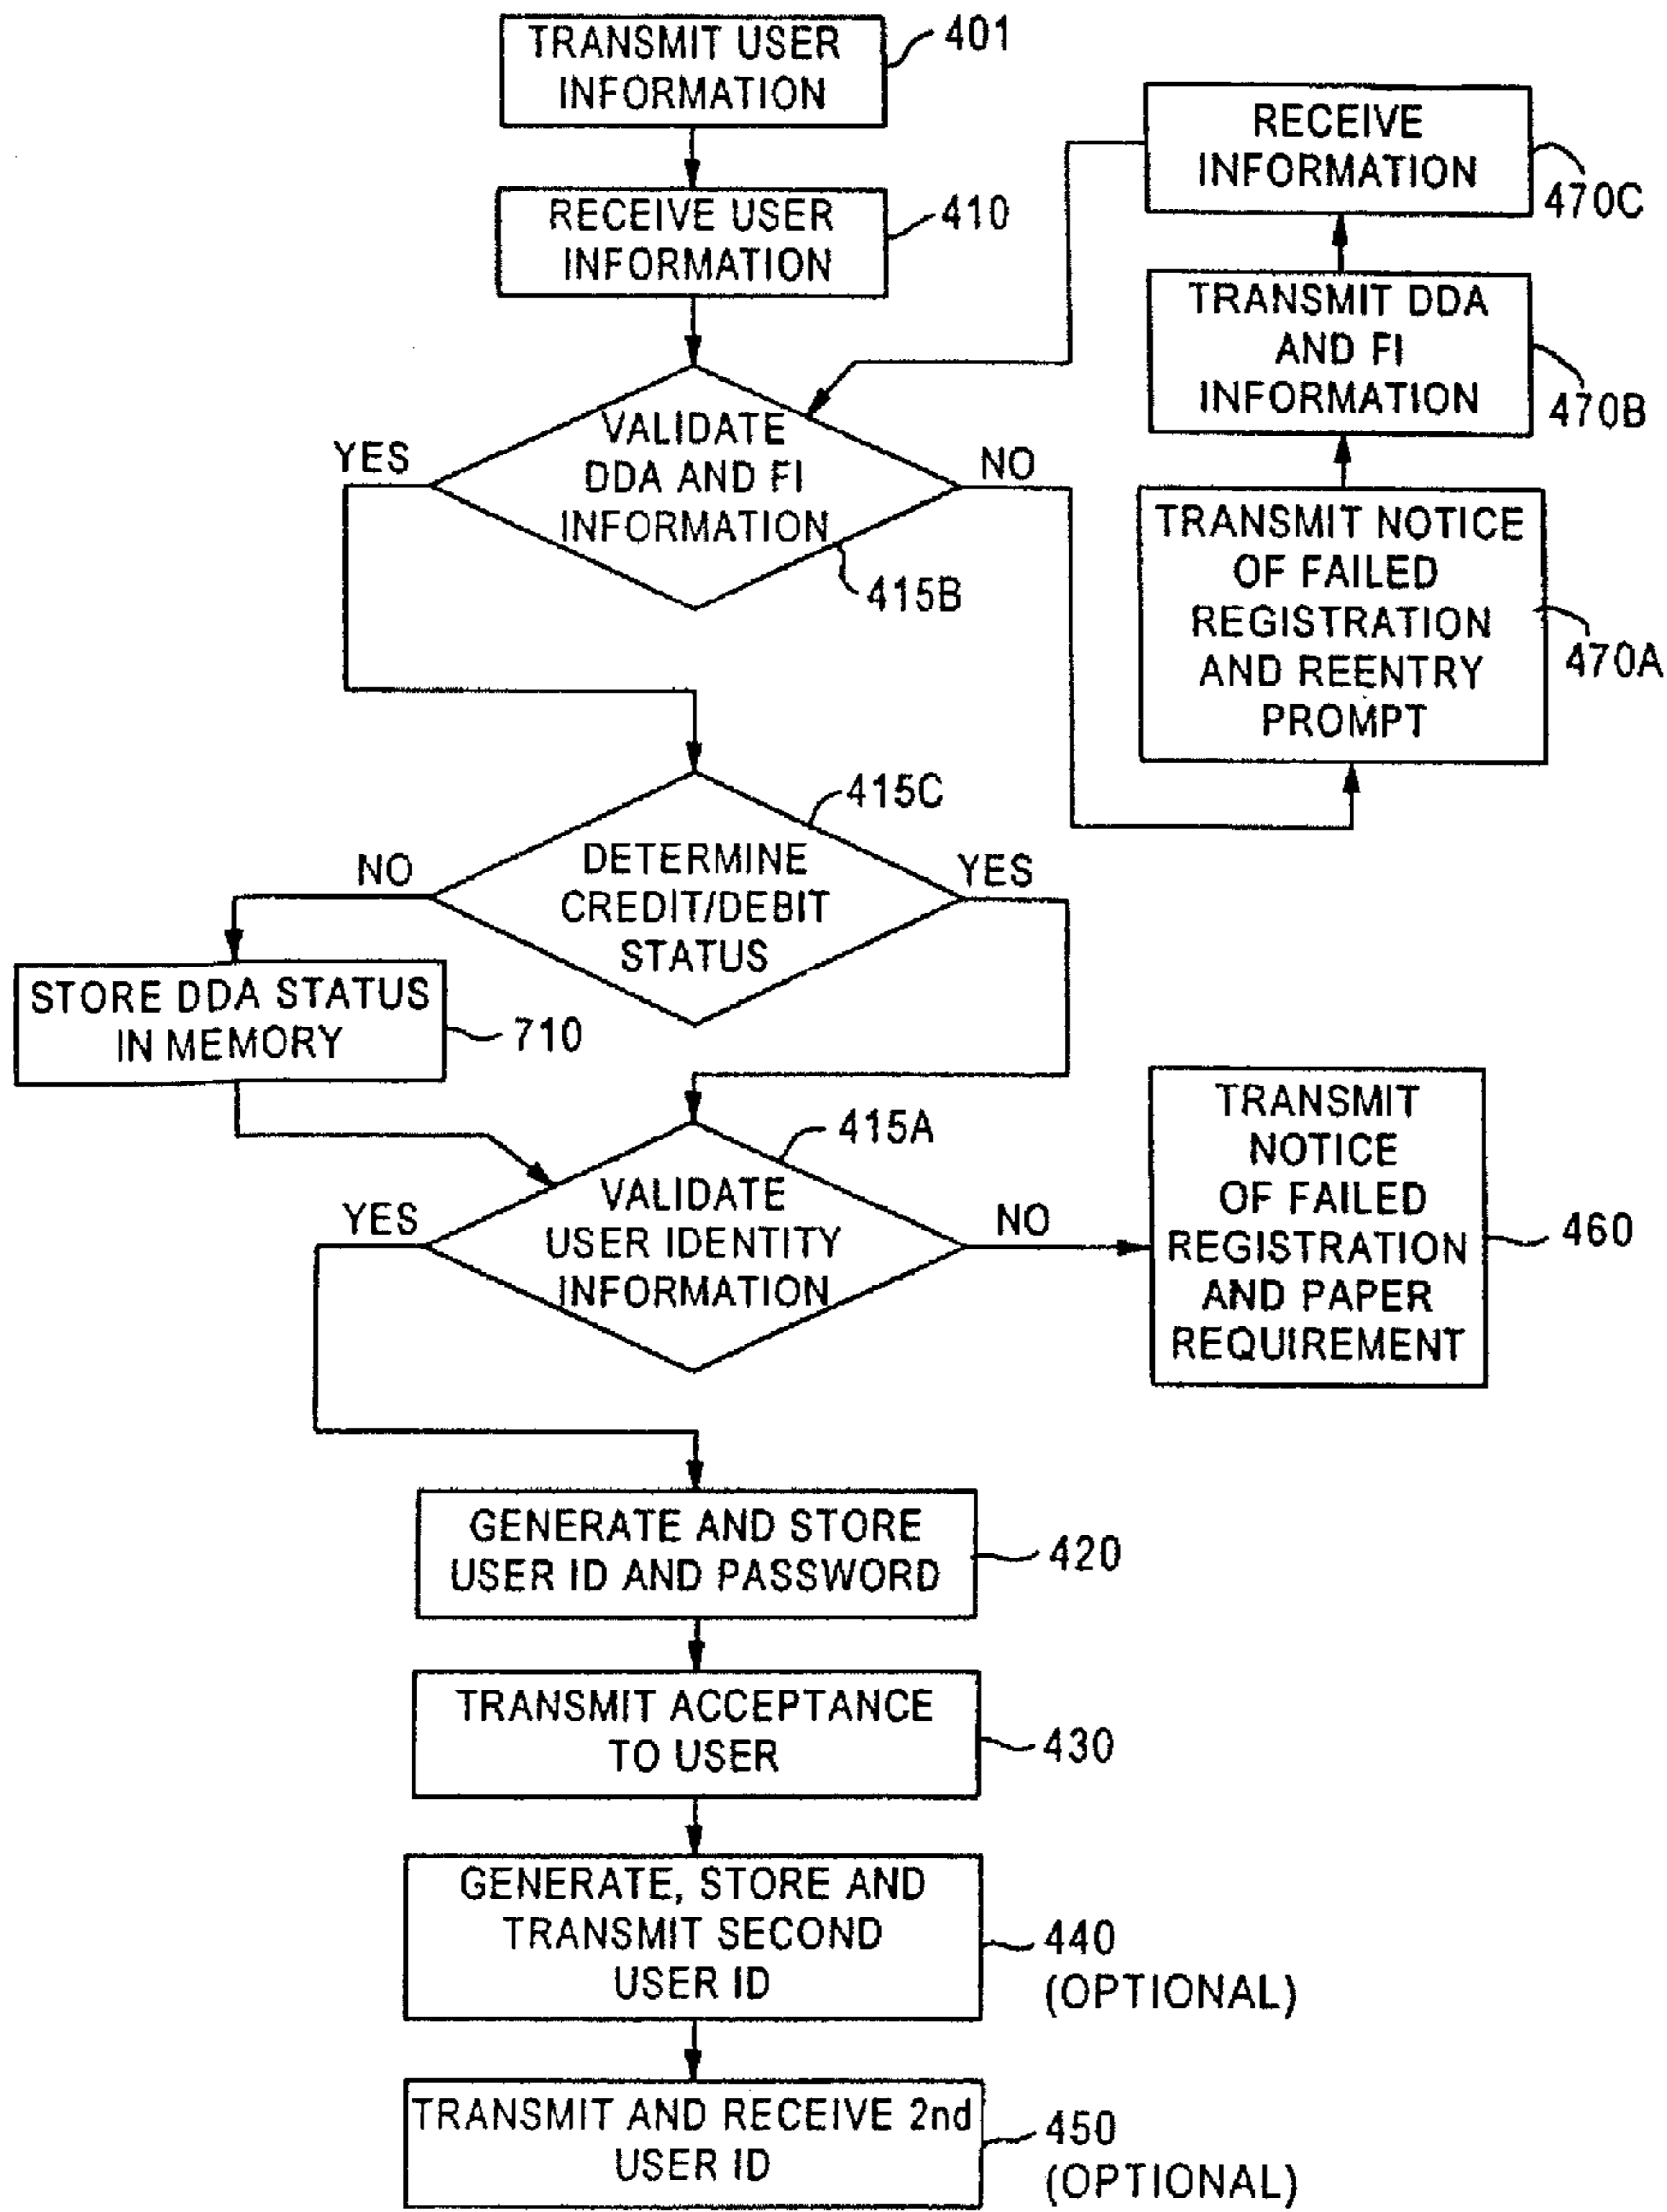 TRANSMIT USER
INFORMATION
401
RECEIVE USER
INFORMATION
410
RECEIVE
INFORMATION
470C
TRANSMIT DDA
AND FI
INFORMATION
470B
TRANSMIT NOTICE
OF FAILED
REGISTRATION
AND REENTRY
PROMPT
470A
VALIDATE
DDA AND FI
INFORMATION
YES
NO
415B
415C
DETERMINE
CREDIT/DEBIT
STATUS
NO
YES
STORE DDA STATUS
IN MEMORY
710
415A
VALIDATE
USER IDENTITY
INFORMATION
YES
NO
TRANSMIT
NOTICE
OF FAILED
REGISTRATION
AND PAPER
REQUIREMENT
460
GENERATE AND STORE
USER ID AND PASSWORD
420
TRANSMIT ACCEPTANCE
TO USER
430
GENERATE, STORE AND
TRANSMIT SECOND
USER ID
440
(OPTIONAL)
TRANSMIT AND RECEIVE 2nd
USER ID
450
(OPTIONAL)